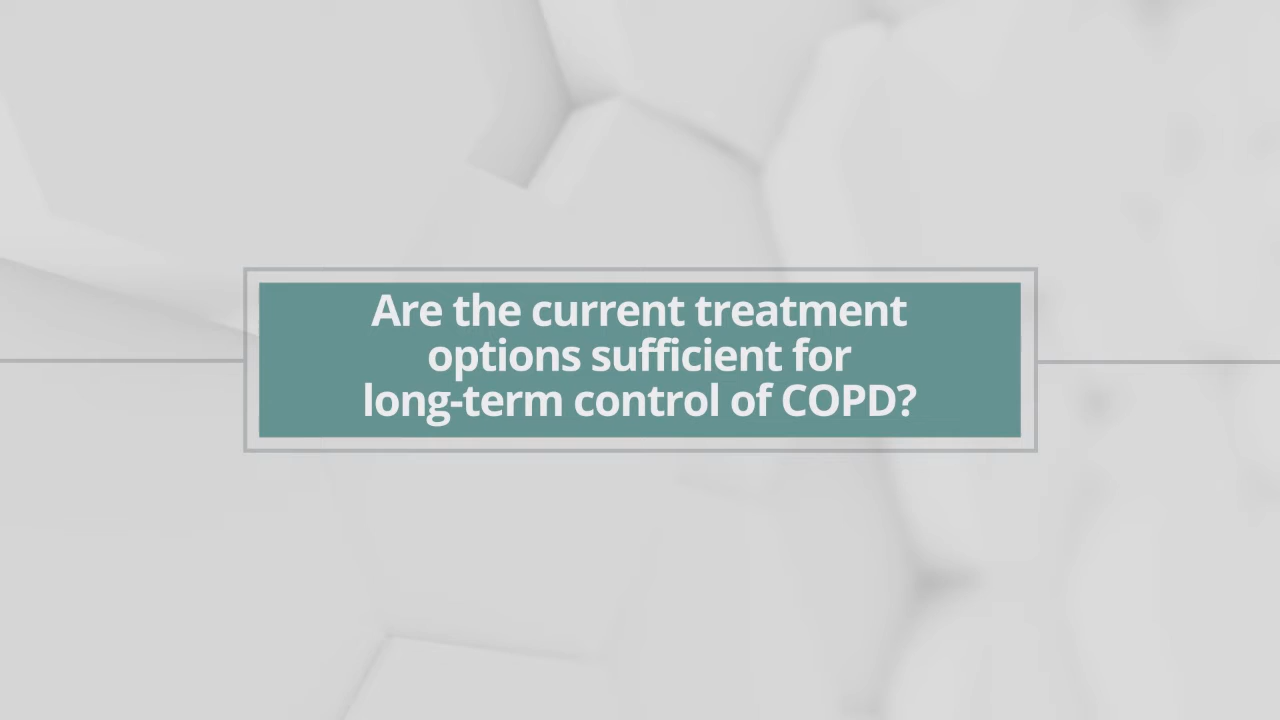 Are the current treatment
options sufficient for
long-term control of COPD?